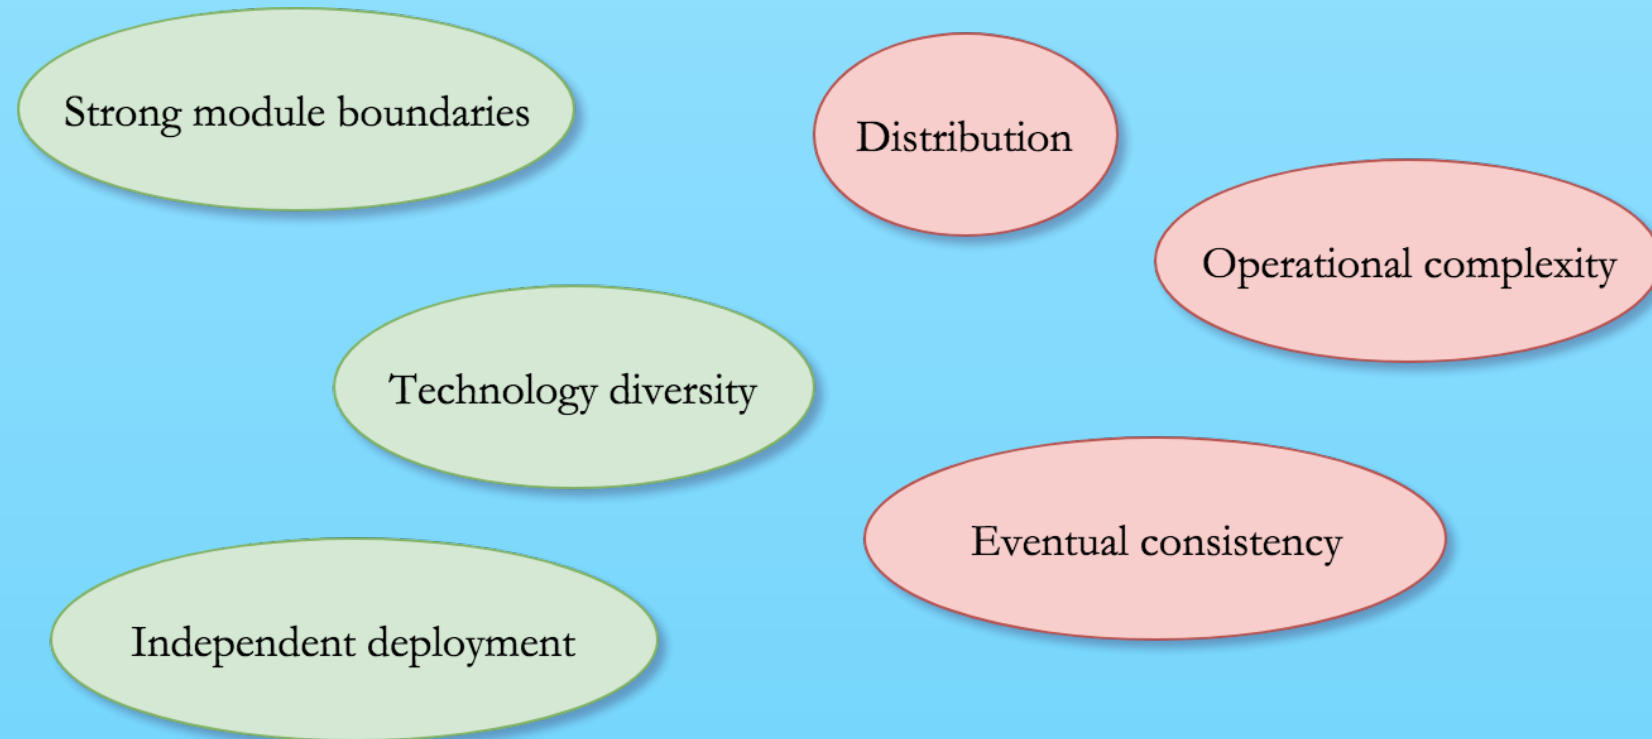 Strong module boundaries
Distribution
Operational complexity
Technology diversity
Eventual consistency
Independent deployment